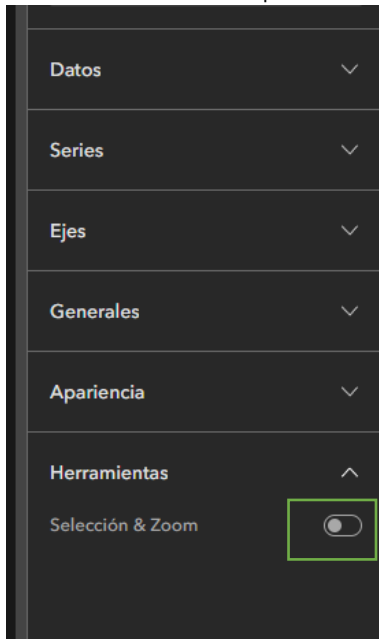 Datos
Series
Ejes
Generales
Apariencia
Herramientas
Selección & Zoom